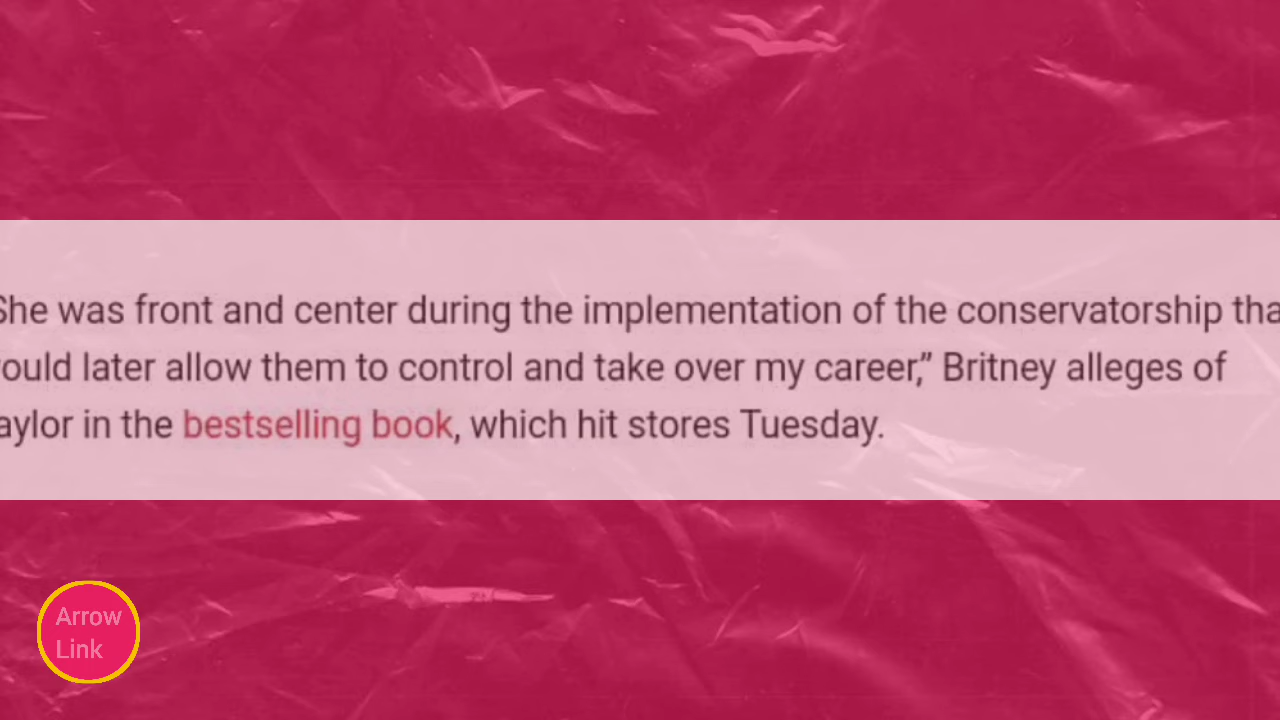 She was front and center during the implementation of the conservatorship tha
ould later allow them to control and take over my career,” Britney alleges of
aylor in the bestselling book, which hit stores Tuesday.
Arrow
Link